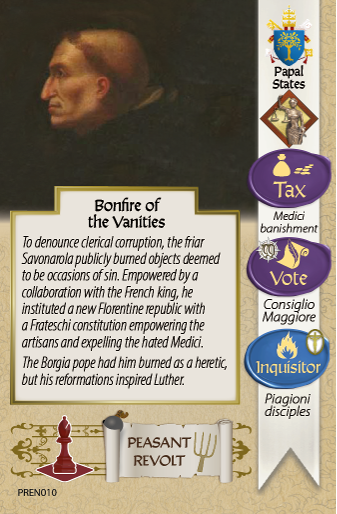 Papal
States
Tax
Medici
banishment
Vote
Consiglio
Maggiore
Inquisitor
Piagioni
disciples
Bonfire of
the Vanities
To denounce clerical corruption, the friar
Savonarola publicly burned objects deemed
to be occasions of sin. Empowered by a
collaboration with the French king, he
instituted a new Florentine republic with
a Frateschi constitution empowering the
artisans and expelling the hated Medici.
The Borgia pope had him burned as a heretic,
but his reformations inspired Luther.
PEASANT
REVOLT
PREN010